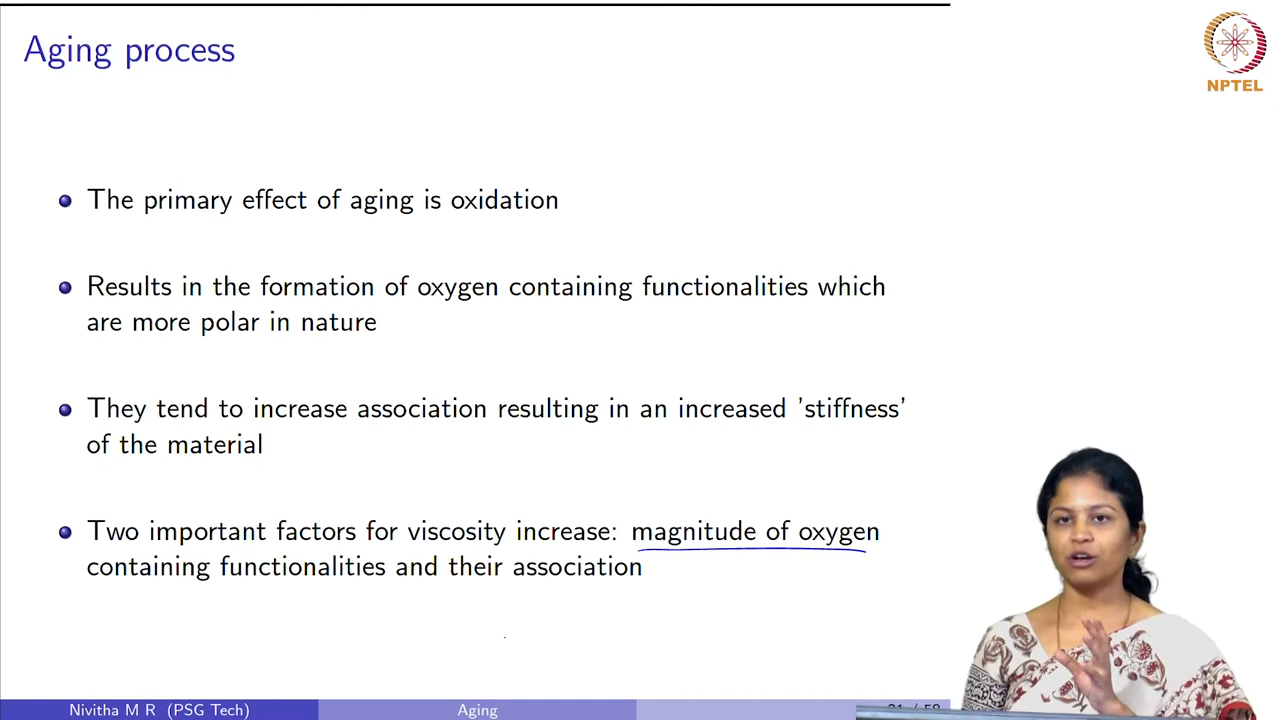 Aging process
NPTEL
The primary effect of aging is oxidation
Results in the formation of oxygen containing functionalities which
are more polar in nature
They tend to increase association resulting in an increased 'stiffness'
of the material
Two important factors for viscosity increase: magnitude of oxygen
containing functionalities and their association
Nivitha M R (PSG Tech)
Aging